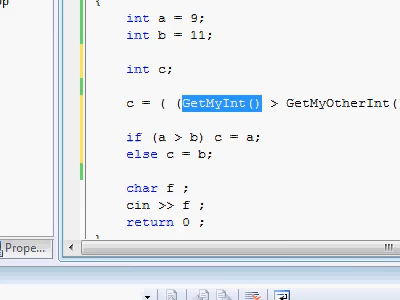 {
int a = 9;
int b = 11;
int c;
c = ( (GetMyInt() > GetMyOtherInt(
if (a > b) c = a;
else c = b;
char f ;
cin >> f ;
return 0 ;
}
Prope...